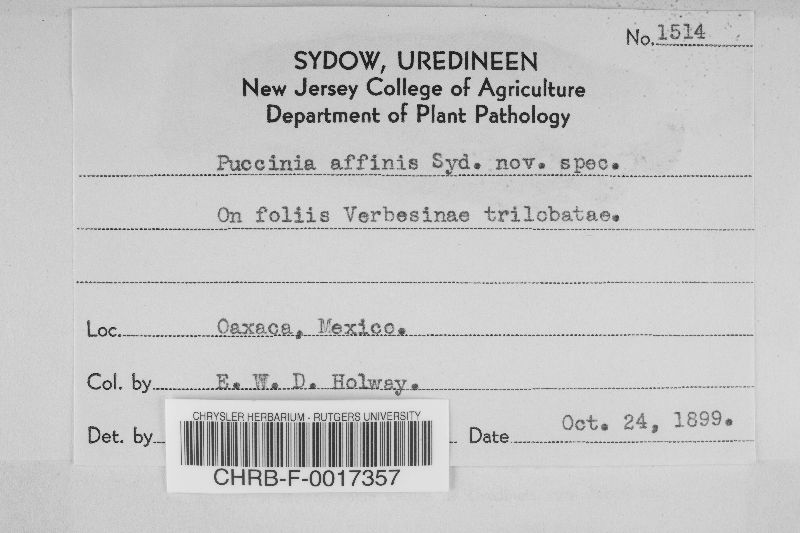 No. 1514
SYDOW, UREDINEEN
New Jersey College of Agriculture
Department of Plant Pathology
Puccinia affinis Syd. nov. spec.
On foliis Verbesinae trilobatae.
Loc. Oaxaca, Mexico.
Col. by E. W. D. Holway.
Det. by
Date Oct. 24, 1899.
CHRYSLER HERBARIUM - RUTGERS UNIVERSITY
CHRB-F-0017357